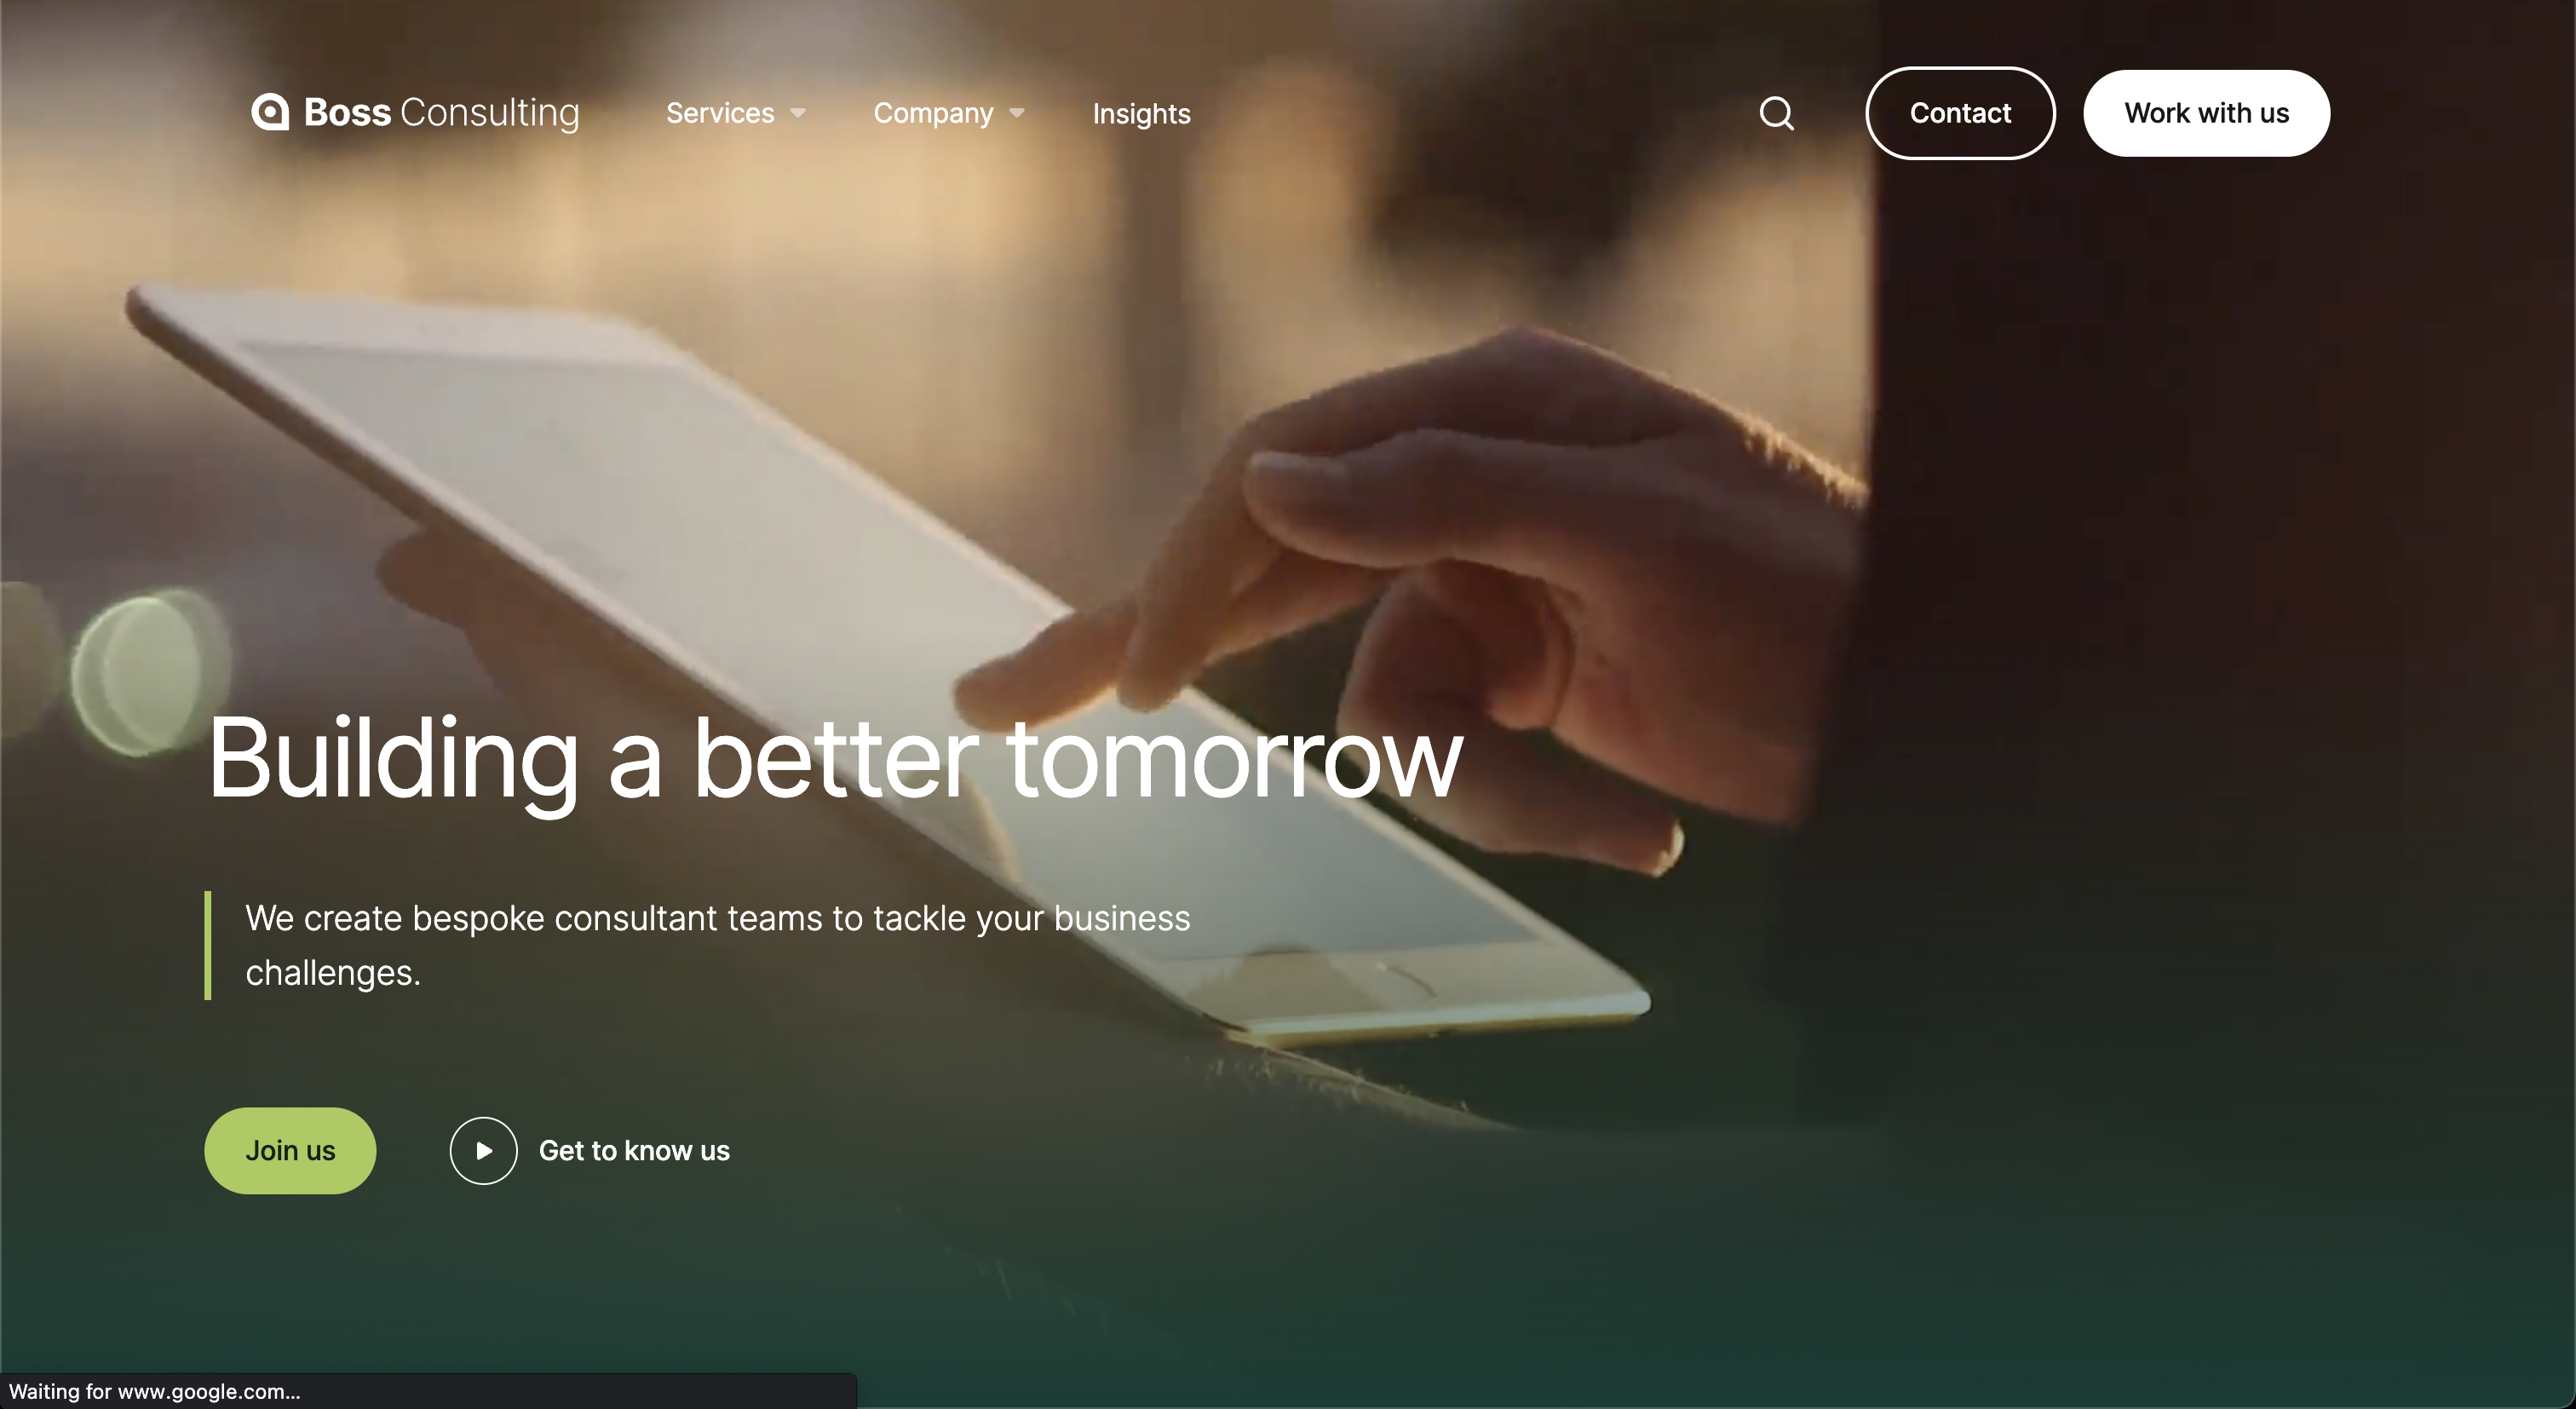 Boss Consulting
Services
Company
Insights
Contact
Work with us
Building a better tomorrow
We create bespoke consultant teams to tackle your business
challenges.
Join us
Get to know us
Waiting for www.google.com...